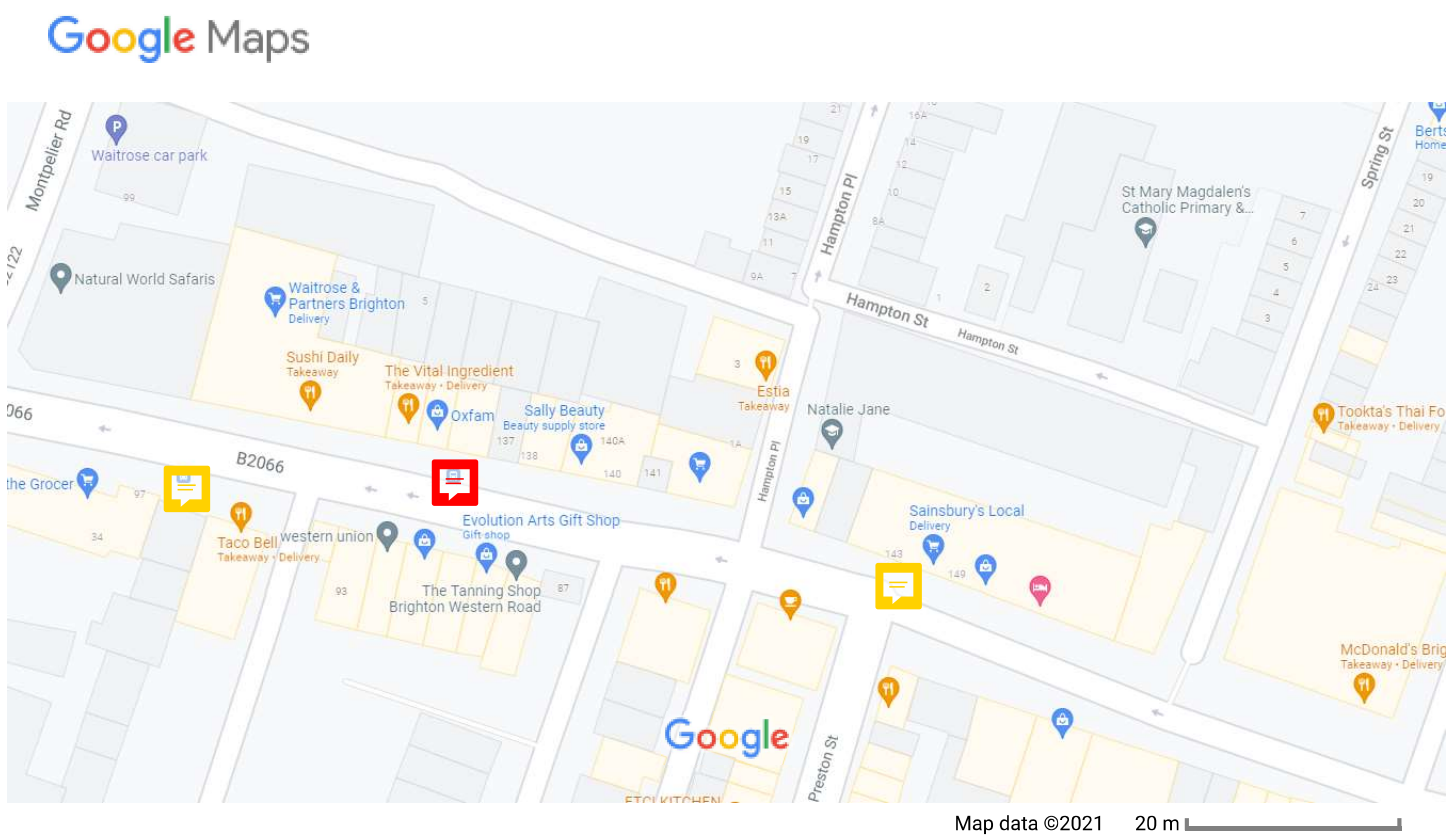 Google Maps
Montpelier Rd
Waitrose car park
99
Natural World Safaris
Waitrose &
Partners Brighton
Delivery
5
Sushi Daily
Takeaway
The Vital Ingredient
Takeaway • Delivery
Oxfam
Sally Beauty
Beauty supply store
137
138
140A
140
141
1A
3
Estia
Takeaway
21
19
17
15
13A
11
9A
7
Hampton Pl
16A
14
12
10
8A
1
2
Hampton St
Hampton St
St Mary Magdalen's
Catholic Primary &...
7
6
5
4
3
Spring St
Berts
Home
19
20
21
22
23
24
Natalie Jane
Hampton Pl
Tookta's Thai Fo
Takeaway • Delivery
2122
066
B2066
the Grocer
97
34
Taco Bell
Takeaway • Delivery
western union
Evolution Arts Gift Shop
Gift shop
93
The Tanning Shop
Brighton Western Road
87
Sainsbury's Local
Delivery
143
149
McDonald's Brig
Takeaway • Delivery
Google
Preston St
ETCI KITCHEN
Map data ©2021 20 m